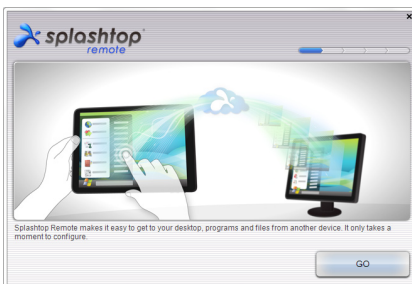 splashtop
remote
Splashtop Remote makes it easy to get to your desktop, programs and files from another device. It only takes a
moment to configure.
GO